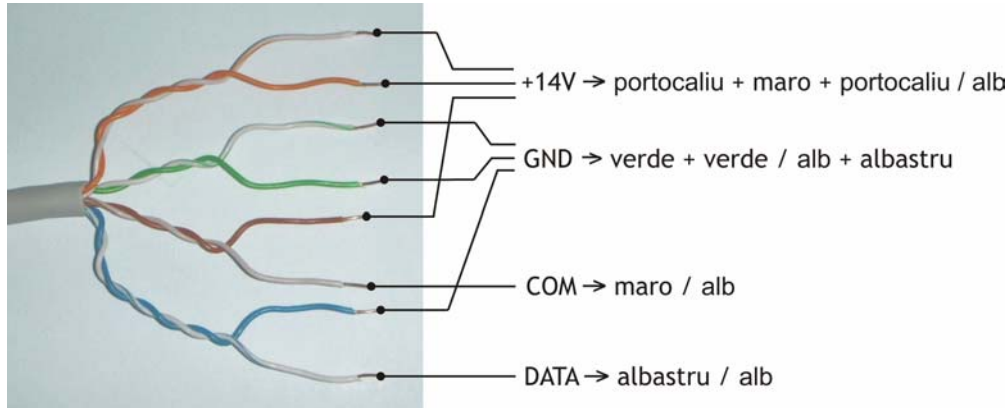 +14V → portocaliu + maro + portocaliu / alb
GND → verde + verde / alb + albastru
COM → maro / alb
DATA → albastru / alb